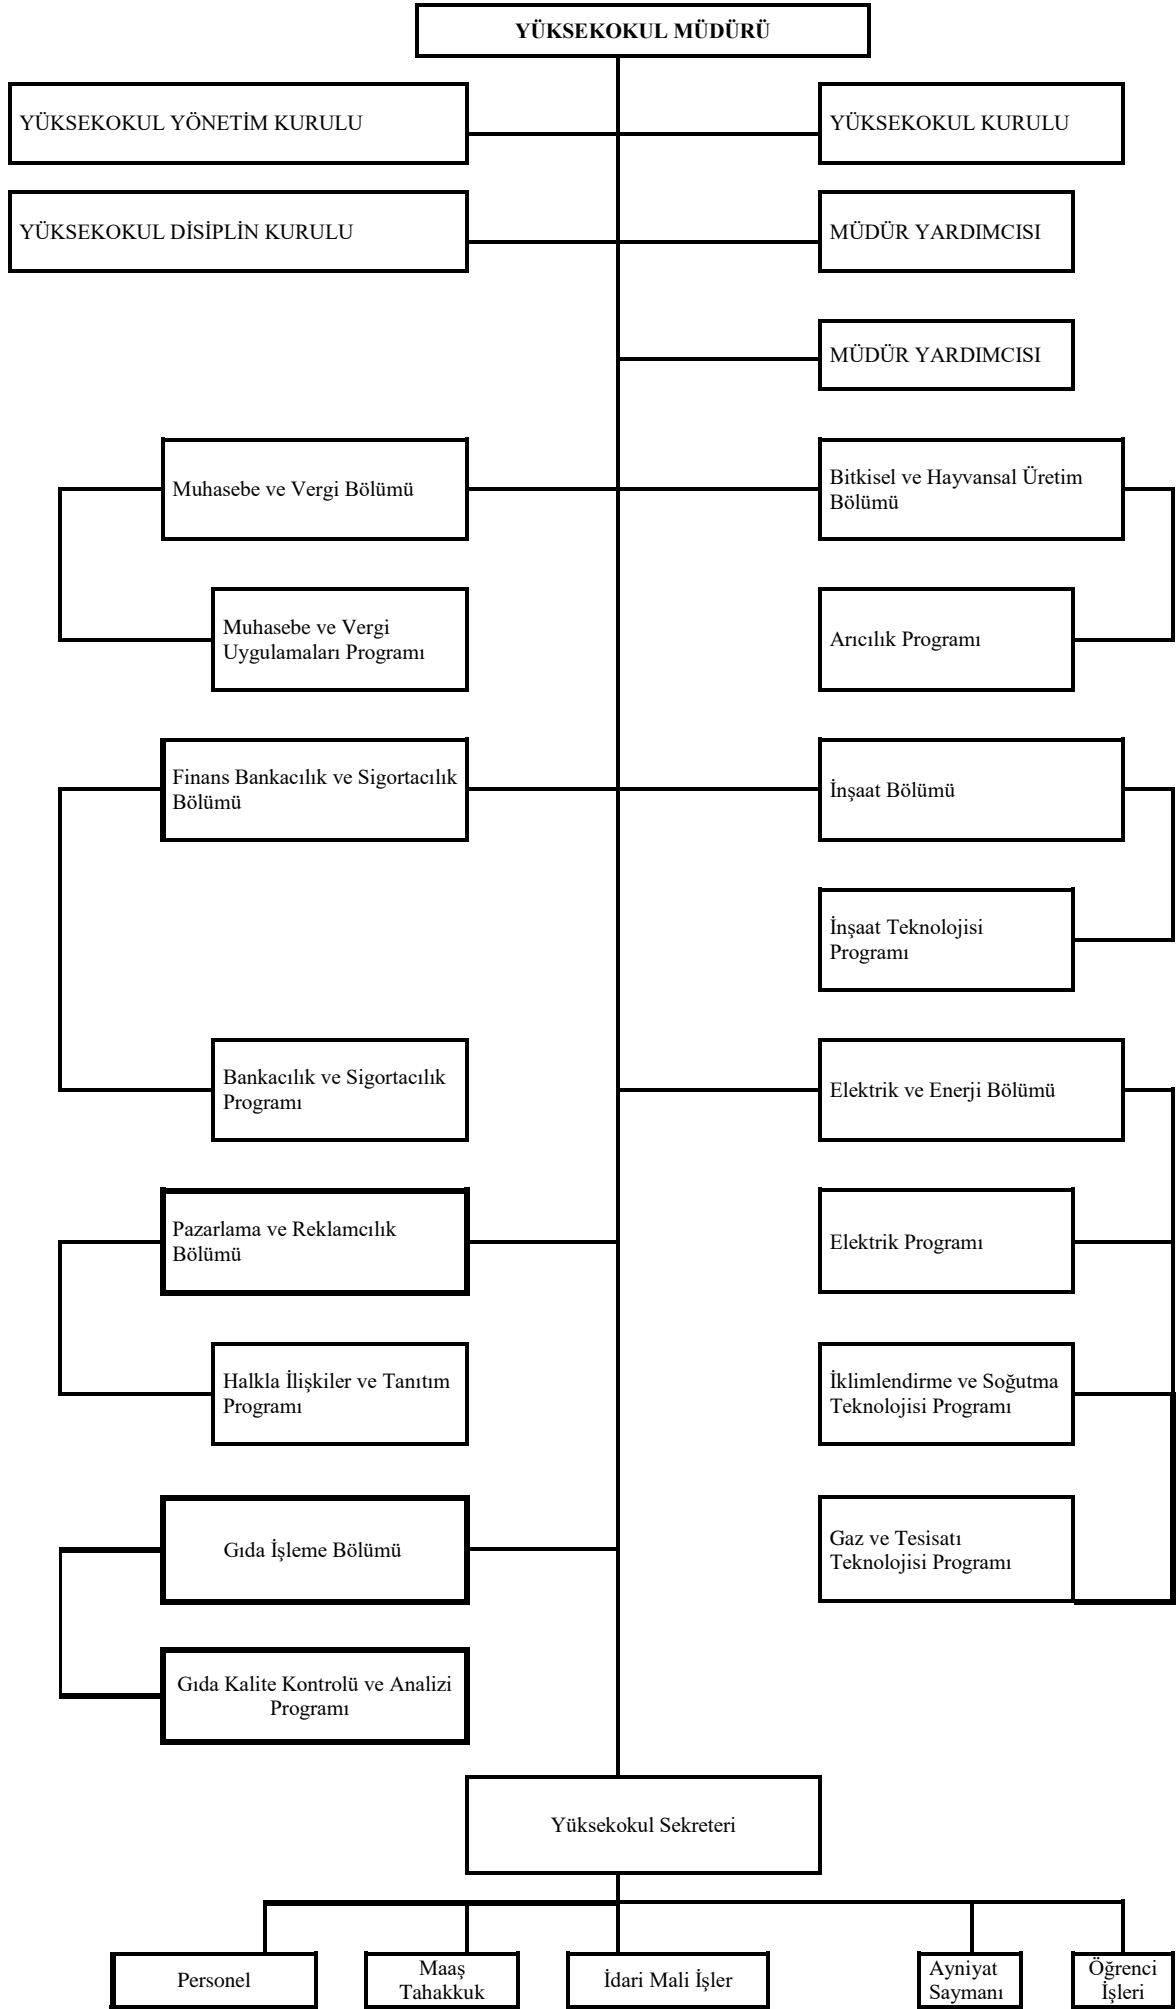 YÜKSEKOKUL MÜDÜRÜ
YÜKSEKOKUL YÖNETİM KURULU
YÜKSEKOKUL KURULU
YÜKSEKOKUL DİSİPLİN KURULU
MÜDÜR YARDIMCISI
MÜDÜR YARDIMCISI
Muhasebe ve Vergi Bölümü
Bitkisel ve Hayvansal Üretim
Bölümü
Muhasebe ve Vergi
Uygulamaları Programı
Arıcılık Programı
Finans Bankacılık ve Sigortacılık
Bölümü
İnşaat Bölümü
İnşaat Teknolojisi
Programı
Bankacılık ve Sigortacılık
Programı
Elektrik ve Enerji Bölümü
Pazarlama ve Reklamcılık
Bölümü
Elektrik Programı
Halkla İlişkiler ve Tanıtım
Programı
İklimlendirme ve Soğutma
Teknolojisi Programı
Gıda İşleme Bölümü
Gaz ve Tesisatı
Teknolojisi Programı
Gıda Kalite Kontrolü ve Analizi
Programı
Yüksekokul Sekreteri
Personel
Maaş
Tahakkuk
İdari Mali İşler
Ayniyat
Saymanı
Öğrenci
İşleri